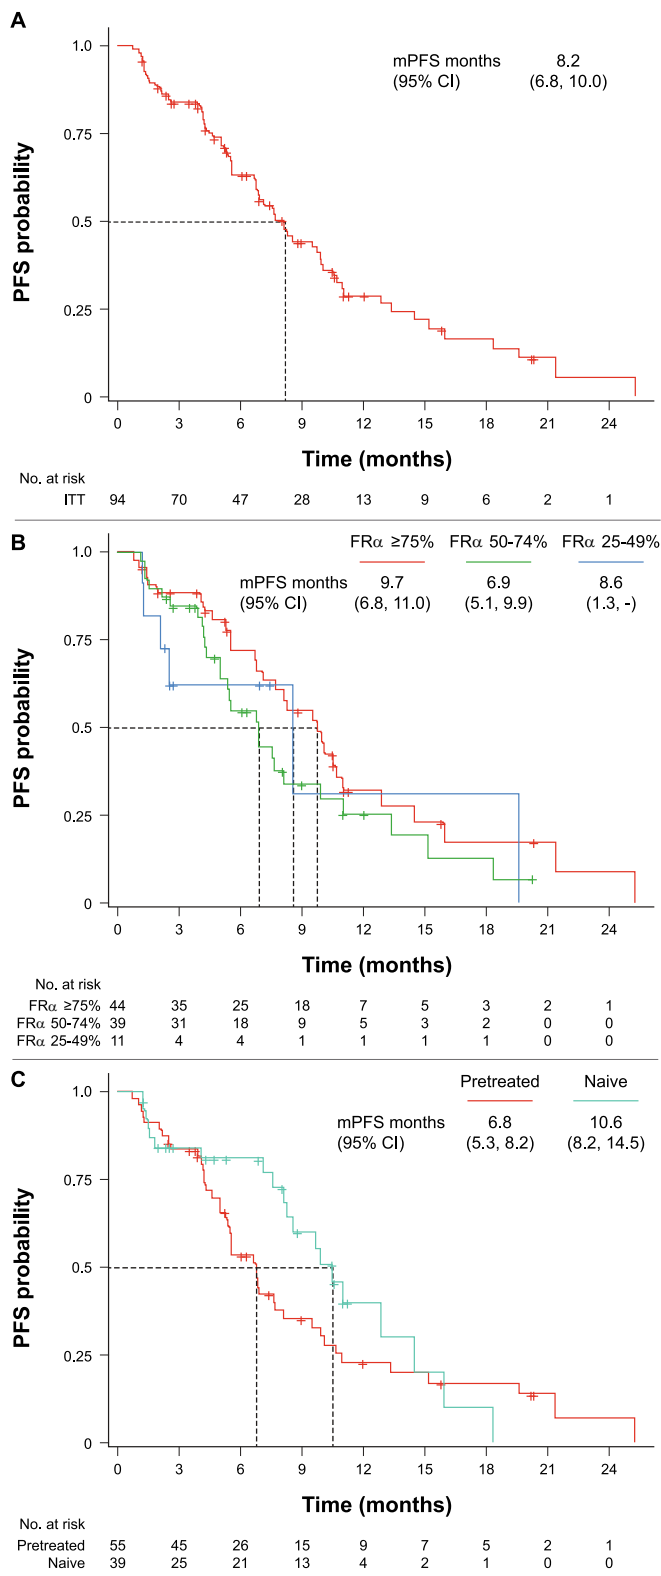 A
1.0
0.75
0.5
0.25
0
PFS probability
mPFS months 8.2
(95% CI) (6.8, 10.0)
0 3 6 9 12 15 18 21 24
Time (months)
No. at risk
ITT 94 70 47 28 13 9 6 2 1
B
FRα ≥75% FRα 50-74% FRα 25-49%
mPFS months 9.7 6.9 8.6
(95% CI) (6.8, 11.0) (5.1, 9.9) (1.3, -)
1.0
0.75
0.5
0.25
0
PFS probability
0 3 6 9 12 15 18 21 24
Time (months)
No. at risk
FRα ≥75% 44 35 25 18 7 5 3 2 1
FRα 50-74% 39 31 18 9 5 3 2 0 0
FRα 25-49% 11 4 4 1 1 1 1 0 0
C
Pretreated Naive
mPFS months 6.8 10.6
(95% CI) (5.3, 8.2) (8.2, 14.5)
1.0
0.75
0.5
0.25
0
PFS probability
0 3 6 9 12 15 18 21 24
Time (months)
No. at risk
Pretreated 55 45 26 15 9 7 5 2 1
Naive 39 25 21 13 4 2 1 0 0